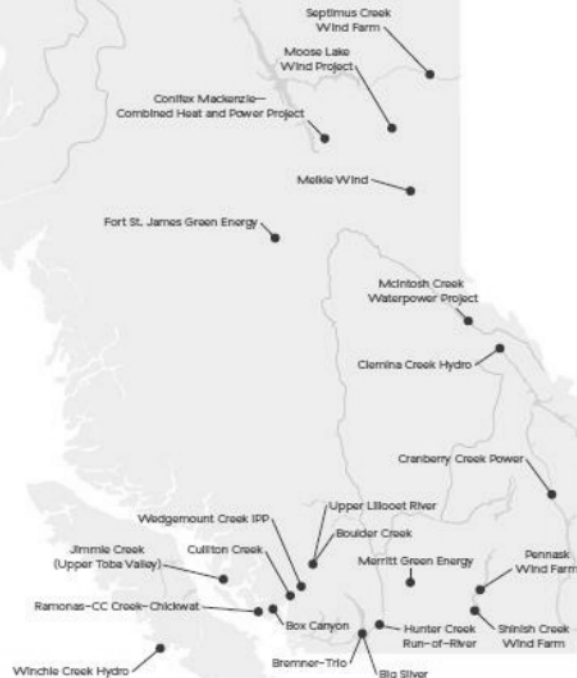 Septimus Creek
Wind Farm
Moose Lake
Wind Project
Conifex Mackenzie—
Combined Heat and Power Project
Meikle Wind
Fort St. James Green Energy
McIntosh Creek
Waterpower Project
Clemina Creek Hydro
Cranberry Creek Power
Upper Lillooet River
Wedgemount Creek IPP
Boulder Creek
Jimmie Creek
(Upper Toba Valley)
Culliton Creek
Merritt Green Energy
Pennask
Wind Farm
Ramonas-CC Creek-Chickwat
Box Canyon
Hunter Creek
Run-of-River
Shinish Creek
Wind Farm
Bremner-Trio
Big Silver
Winchie Creek Hydro